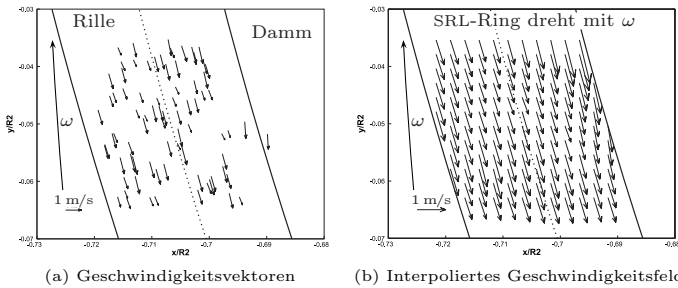 Rille
Damm
ω
1 m/s
-0.03
-0.04
-0.05
-0.06
-0.07
y/R2
-0.73
-0.72
-0.71
-0.7
-0.69
-0.68
x/R2
(a) Geschwindigkeitsvektoren
SRL-Ring dreht mit ω
ω
1 m/s
-0.03
-0.04
-0.05
-0.06
-0.07
y/R2
-0.73
-0.72
-0.71
-0.7
-0.69
-0.68
x/R2
(b) Interpoliertes Geschwindigkeitsfeld